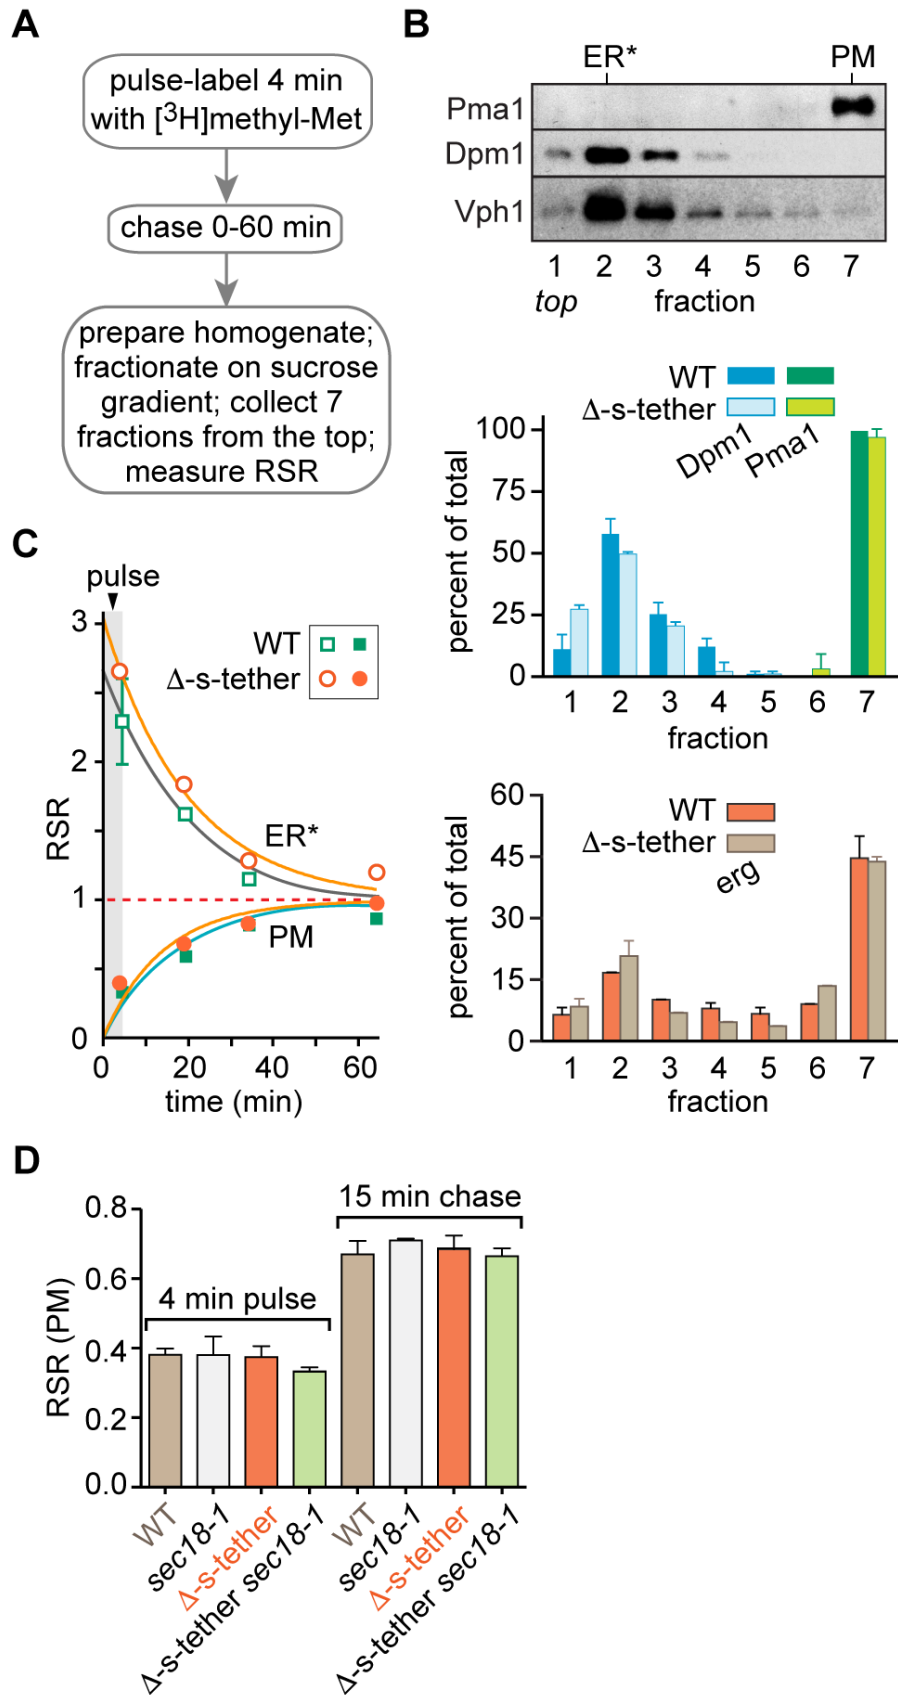 A
pulse-label 4 min
with [³H]methyl-Met
chase 0-60 min
prepare homogenate;
fractionate on sucrose
gradient; collect 7
fractions from the top;
measure RSR
B
ER* PM
Pma1
Dpm1
Vph1
1 2 3 4 5 6 7
top fraction
WT
Δ-s-tether
Dpm1 Pma1
percent of total
100
75
50
25
0
1 2 3 4 5 6 7
fraction
WT
Δ-s-tether
erg
percent of total
60
45
30
15
0
1 2 3 4 5 6 7
fraction
C
pulse
WT
Δ-s-tether
RSR
3
2
1
0
ER*
PM
0 20 40 60
time (min)
D
15 min chase
4 min pulse
RSR (PM)
0.8
0.6
0.4
0.2
0.0
WT
sec18-1
Δ-s-tether
Δ-s-tether sec18-1
WT
sec18-1
Δ-s-tether
Δ-s-tether sec18-1